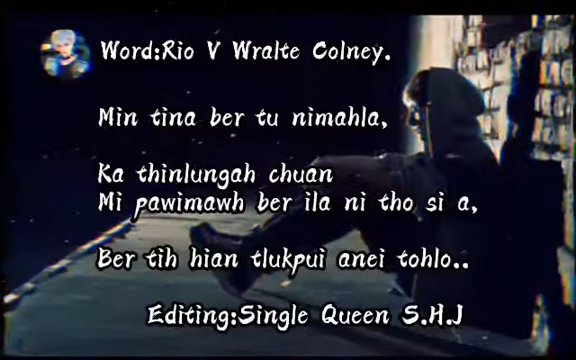 Word:Rio V Wralte Colney.
Min tina ber tu nimahla,
Ka thinlungah chuan
Mi pawimawh ber ila ni tho si a,
Ber tih hian tlukpui anei tohlo..
Editing:Single Queen S.H.J